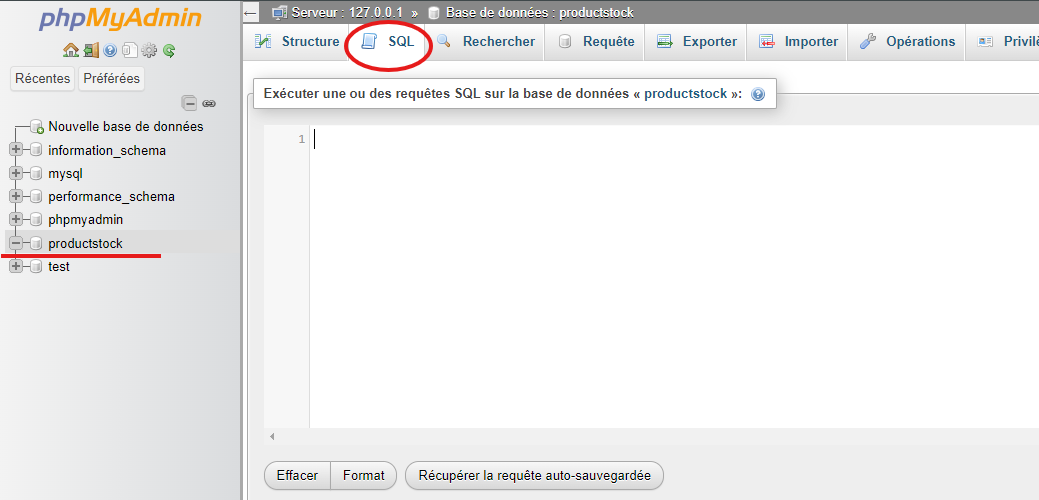 phpMyAdmin
Récentes Préférées
Nouvelle base de données
information_schema
mysql
performance_schema
phpmyadmin
productstock
test
Serveur : 127.0.0.1 » Base de données : productstock
Structure SQL Rechercher Requête Exporter Importer Opérations
Exécuter une ou des requêtes SQL sur la base de données « productstock »:
1
Effacer Format Récupérer la requête auto-sauvegardée